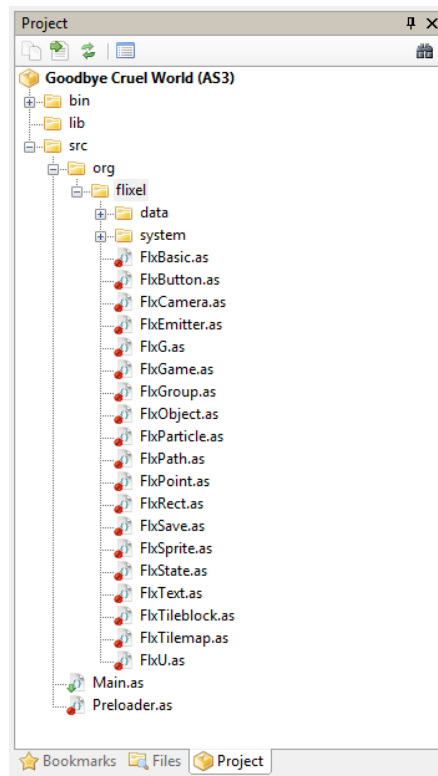 Project
Goodbye Cruel World (AS3)
bin
lib
src
org
flixel
data
system
FlxBasic.as
FlxButton.as
FlxCamera.as
FlxEmitter.as
FlxG.as
FlxGame.as
FlxGroup.as
FlxObject.as
FlxParticle.as
FlxPath.as
FlxPoint.as
FlxRect.as
FlxSave.as
FlxSprite.as
FlxState.as
FlxText.as
FlxTileblock.as
FlxTilemap.as
FlxU.as
Main.as
Preloader.as
Bookmarks Files Project